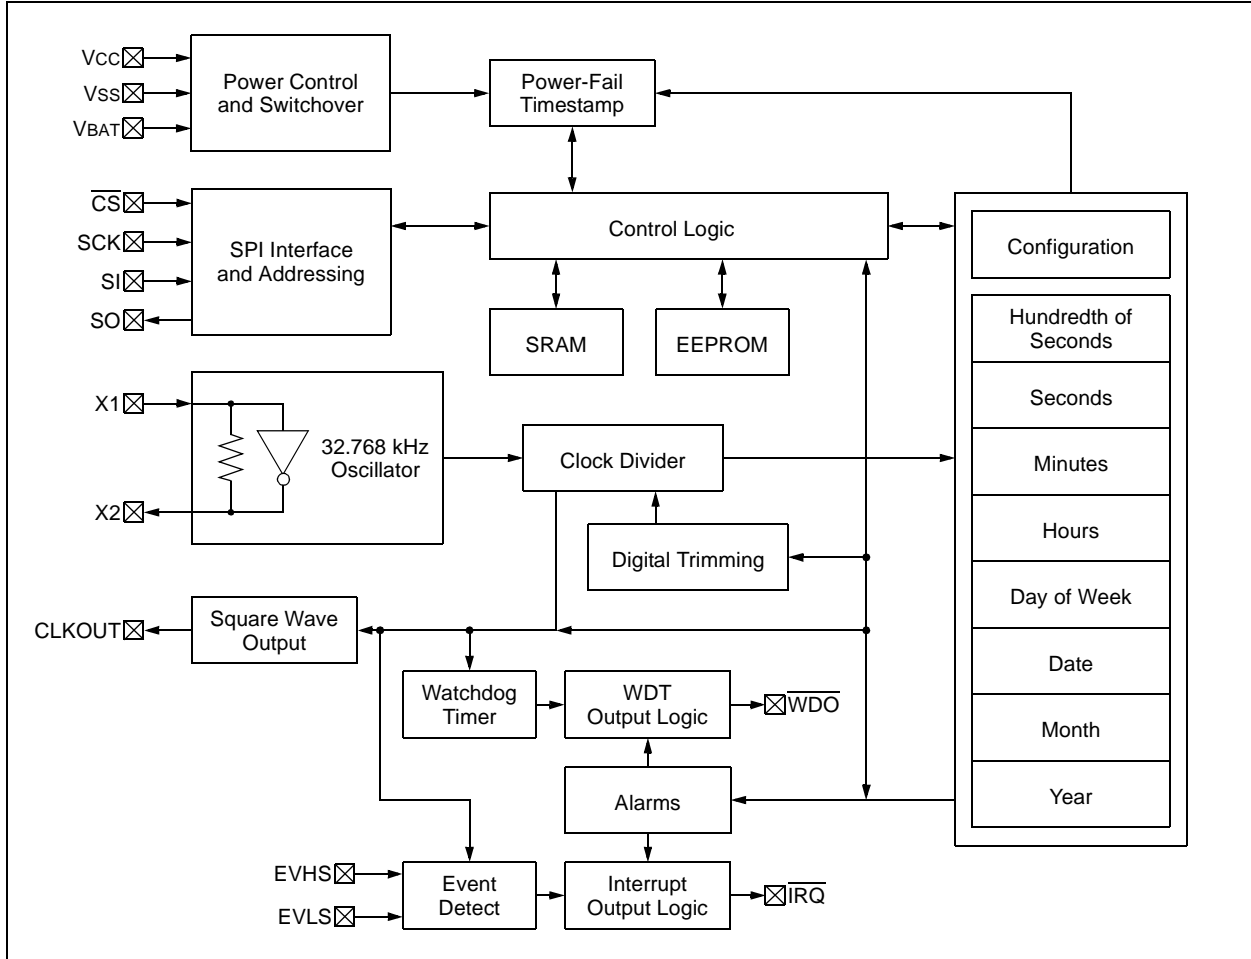 VCC
VSS
VBAT
Power Control
and Switchover
Power-Fail
Timestamp
CS
SCK
SI
SO
SPI Interface
and Addressing
Control Logic
SRAM
EEPROM
Configuration
Hundredth of
Seconds
Seconds
Minutes
Hours
Day of Week
Date
Month
Year
X1
X2
32.768 kHz
Oscillator
Clock Divider
Digital Trimming
CLKOUT
Square Wave
Output
Watchdog
Timer
WDT
Output Logic
WDO
Alarms
EVHS
EVLS
Event
Detect
Interrupt
Output Logic
IRQ